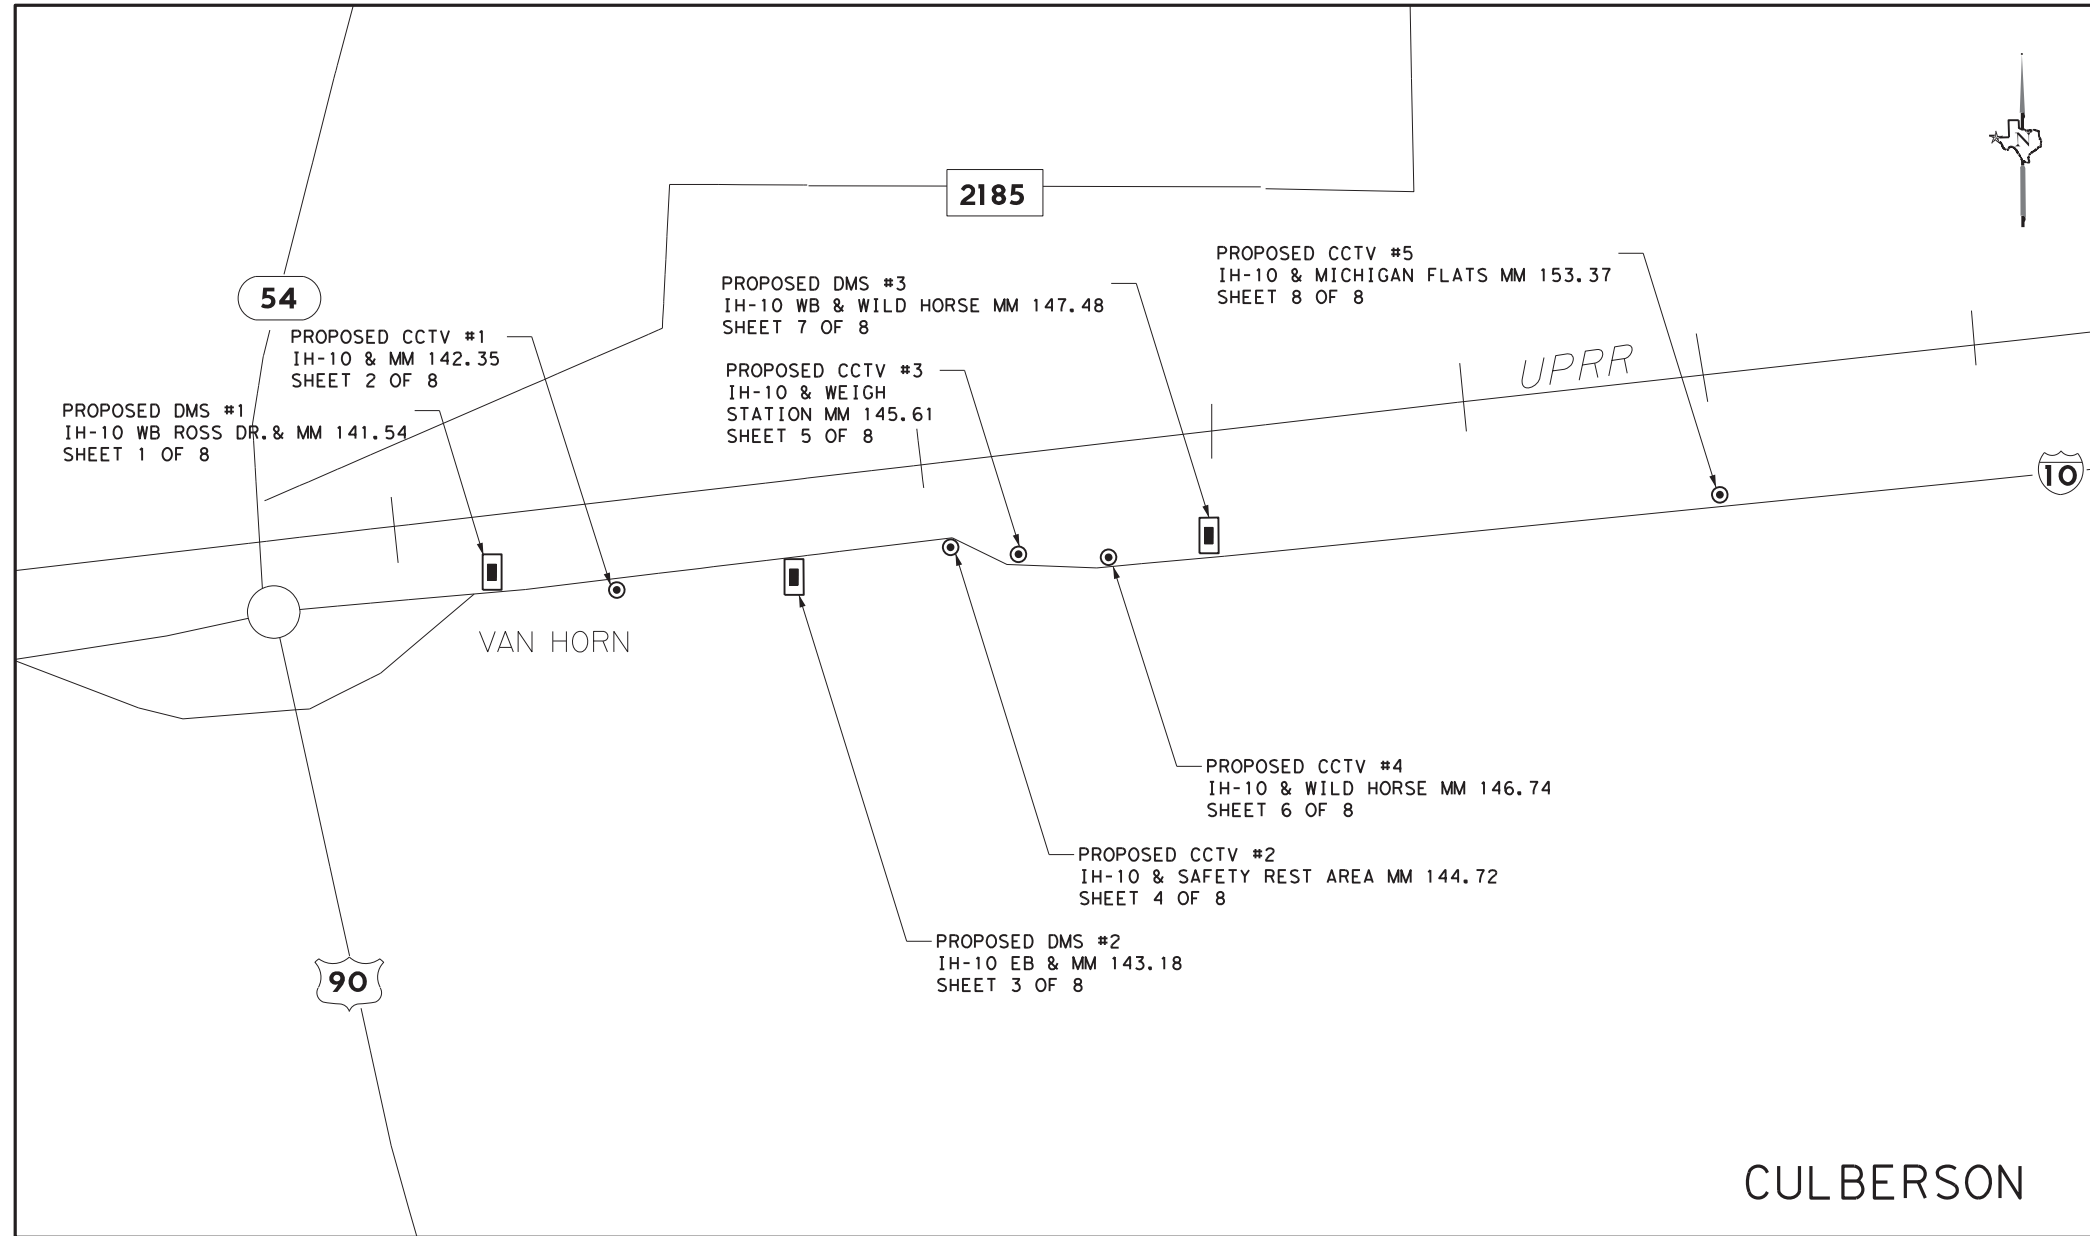 2185
N
PROPOSED CCTV #5
IH-10 & MICHIGAN FLATS MM 153.37
SHEET 8 OF 8
54
PROPOSED DMS #3
IH-10 WB & WILD HORSE MM 147.48
SHEET 7 OF 8
PROPOSED CCTV #1
IH-10 & MM 142.35
SHEET 2 OF 8
UPRR
PROPOSED CCTV #3
IH-10 & WEIGH
STATION MM 145.61
SHEET 5 OF 8
PROPOSED DMS #1
IH-10 WB ROSS DR.& MM 141.54
SHEET 1 OF 8
10
VAN HORN
PROPOSED CCTV #4
IH-10 & WILD HORSE MM 146.74
SHEET 6 OF 8
PROPOSED CCTV #2
IH-10 & SAFETY REST AREA MM 144.72
SHEET 4 OF 8
PROPOSED DMS #2
IH-10 EB & MM 143.18
SHEET 3 OF 8
90
CULBERSON